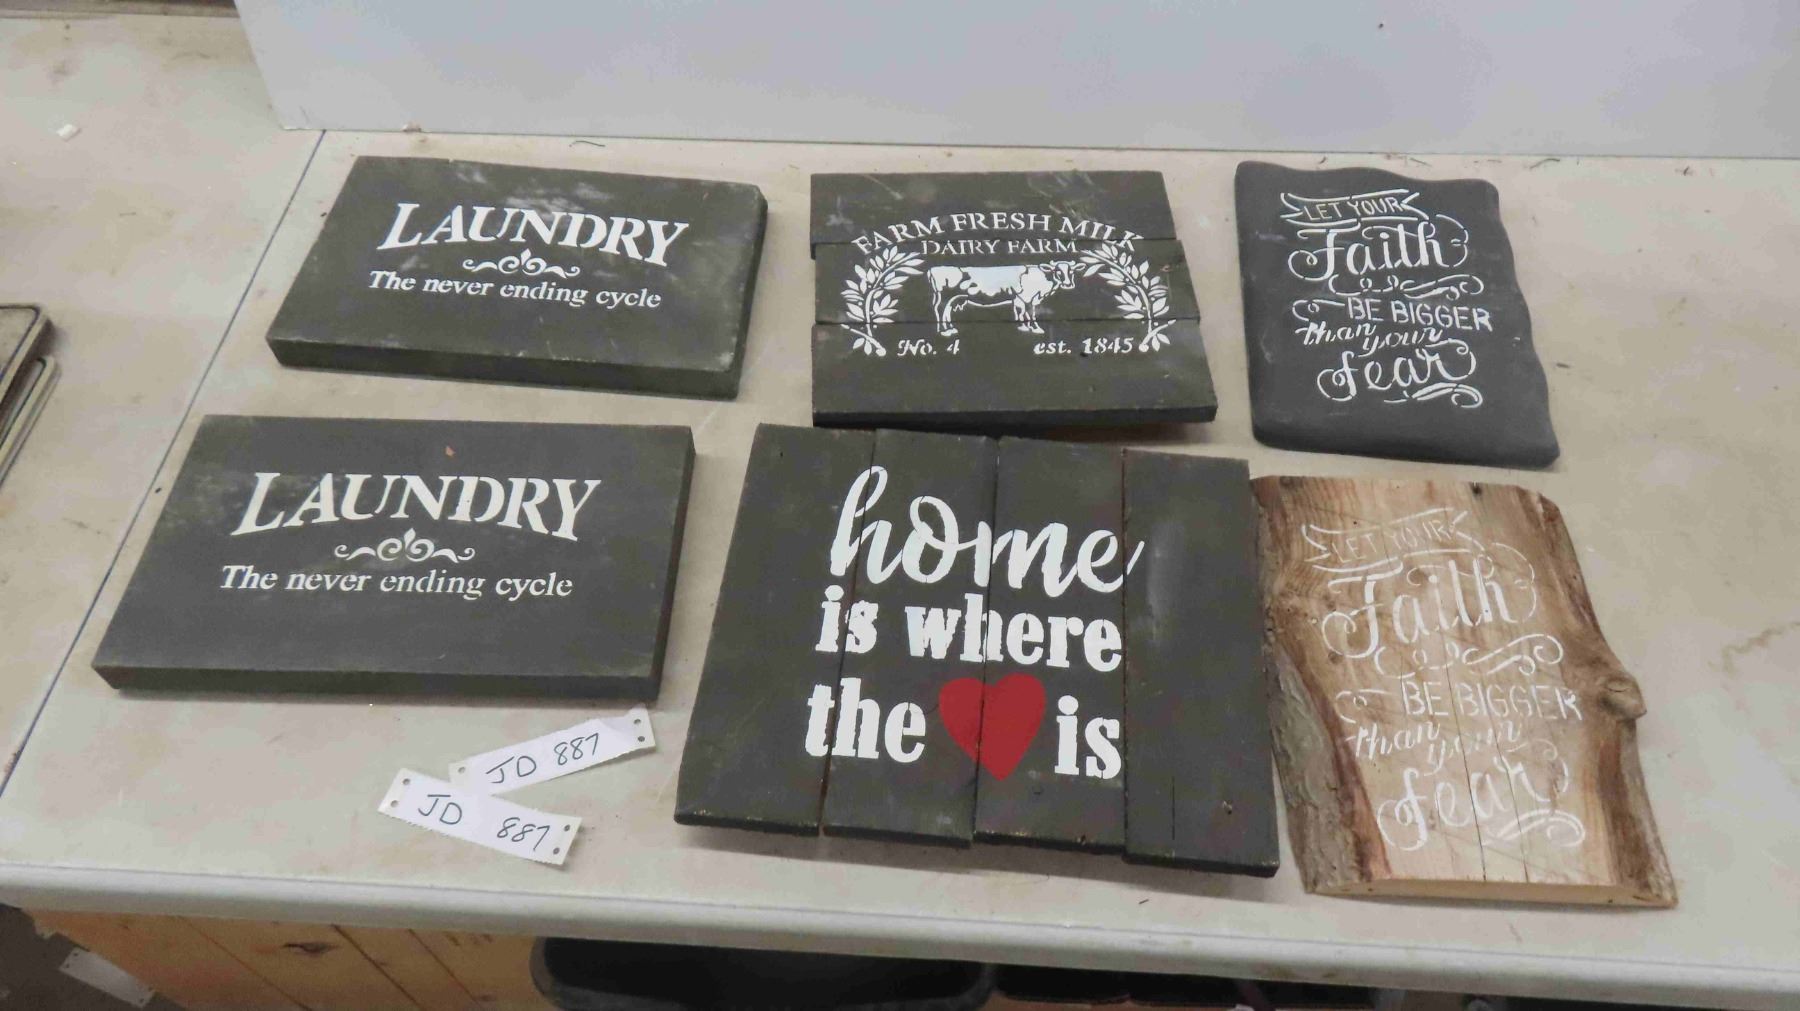 LAUNDRY
The never ending cycle
FARM FRESH MILK
DAIRY FARM
No. 4 est. 1845
LET YOUR
Faith
BE BIGGER
than your
fear
LAUNDRY
The never ending cycle
home
is where
the is
LET YOUR
Faith
BE BIGGER
than your
fear
JD 887
JD 887